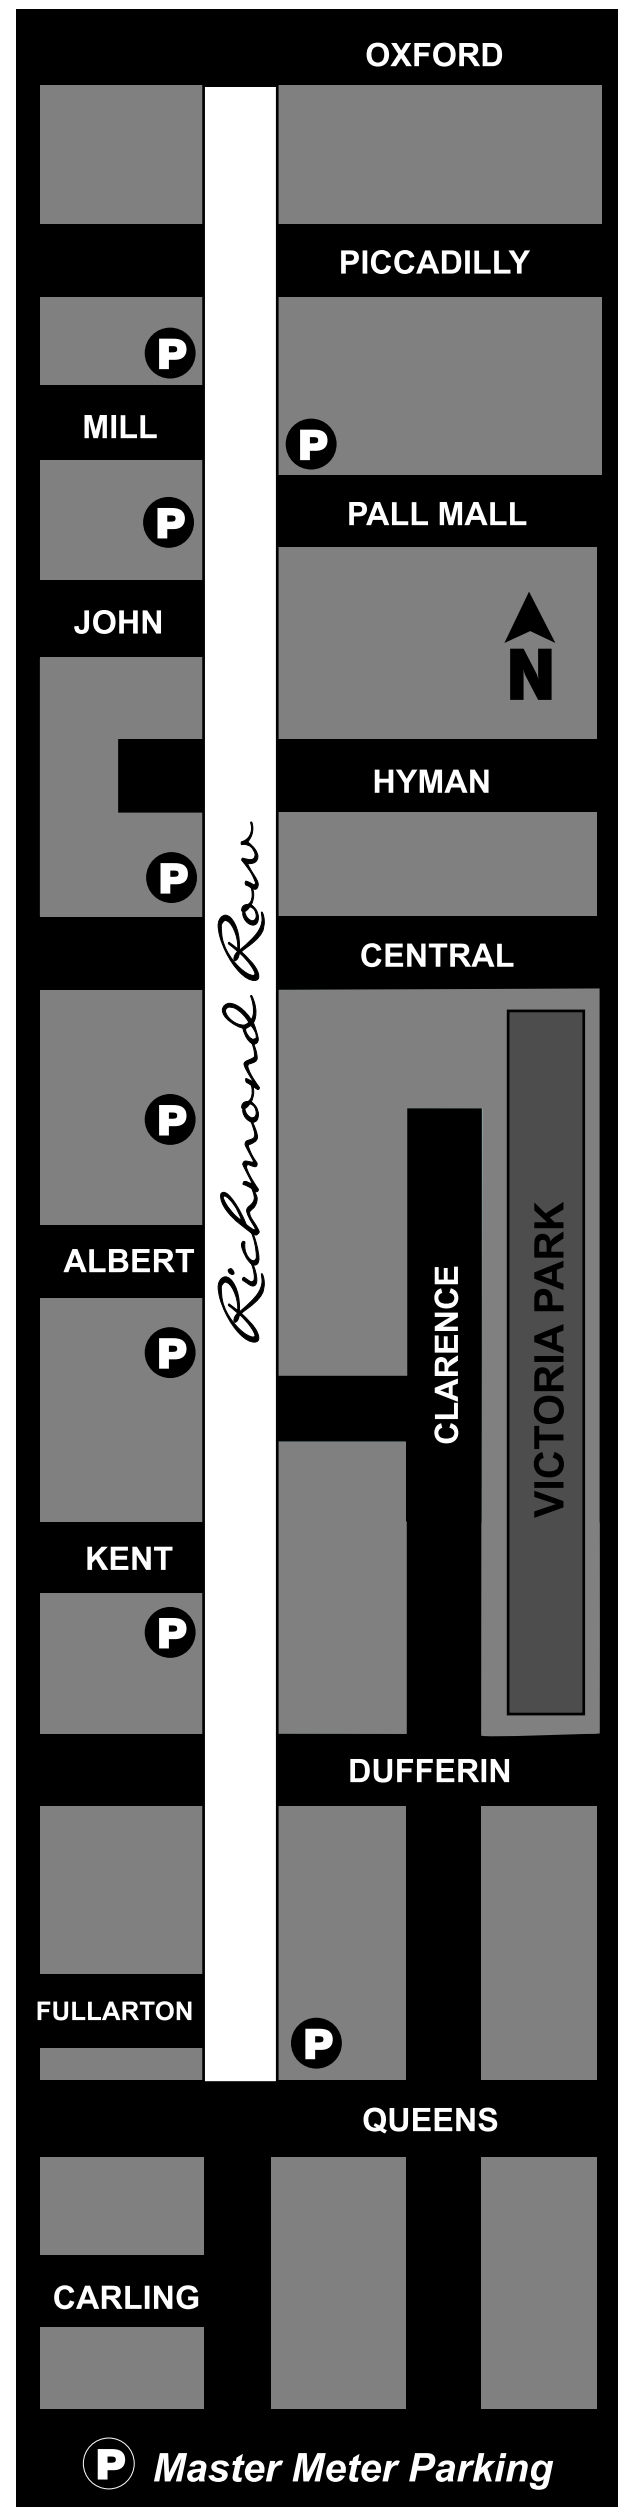 OXFORD
PICCADILLY
P
MILL
P
PALL MALL
P
JOHN
N
HYMAN
P
CENTRAL
Richmond Row
P
ALBERT
CLARENCE
VICTORIA PARK
P
KENT
P
DUFFERIN
FULLARTON
P
QUEENS
CARLING
P Master Meter Parking